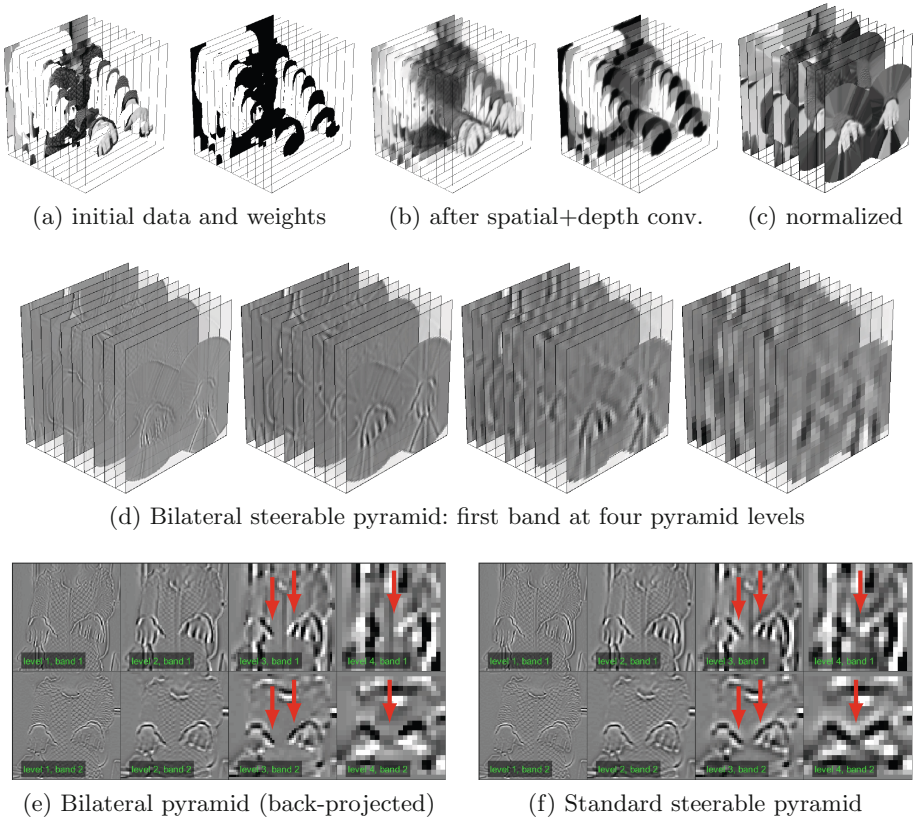 (a) initial data and weights
(b) after spatial+depth conv.
(c) normalized
(d) Bilateral steerable pyramid: first band at four pyramid levels
level 1, band 1
level 2, band 1
level 3, band 1
level 4, band 1
level 1, band 2
level 2, band 2
level 3, band 2
level 4, band 2
(e) Bilateral pyramid (back-projected)
level 1, band 1
level 2, band 1
level 3, band 1
level 4, band 1
level 1, band 2
level 2, band 2
level 3, band 2
level 4, band 2
(f) Standard steerable pyramid